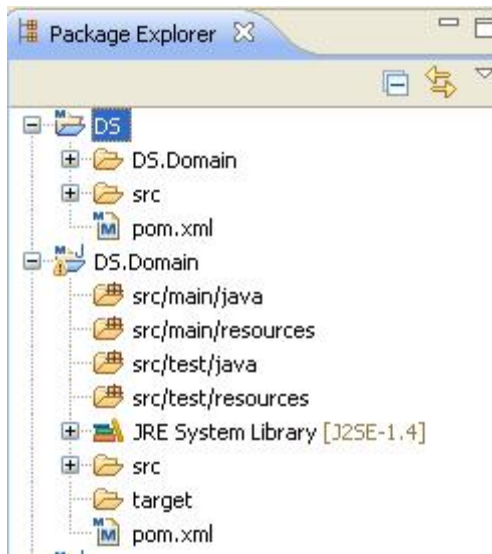 Package Explorer
DS
DS.Domain
src
pom.xml
DS.Domain
src/main/java
src/main/resources
src/test/java
src/test/resources
JRE System Library [J2SE-1.4]
src
target
pom.xml